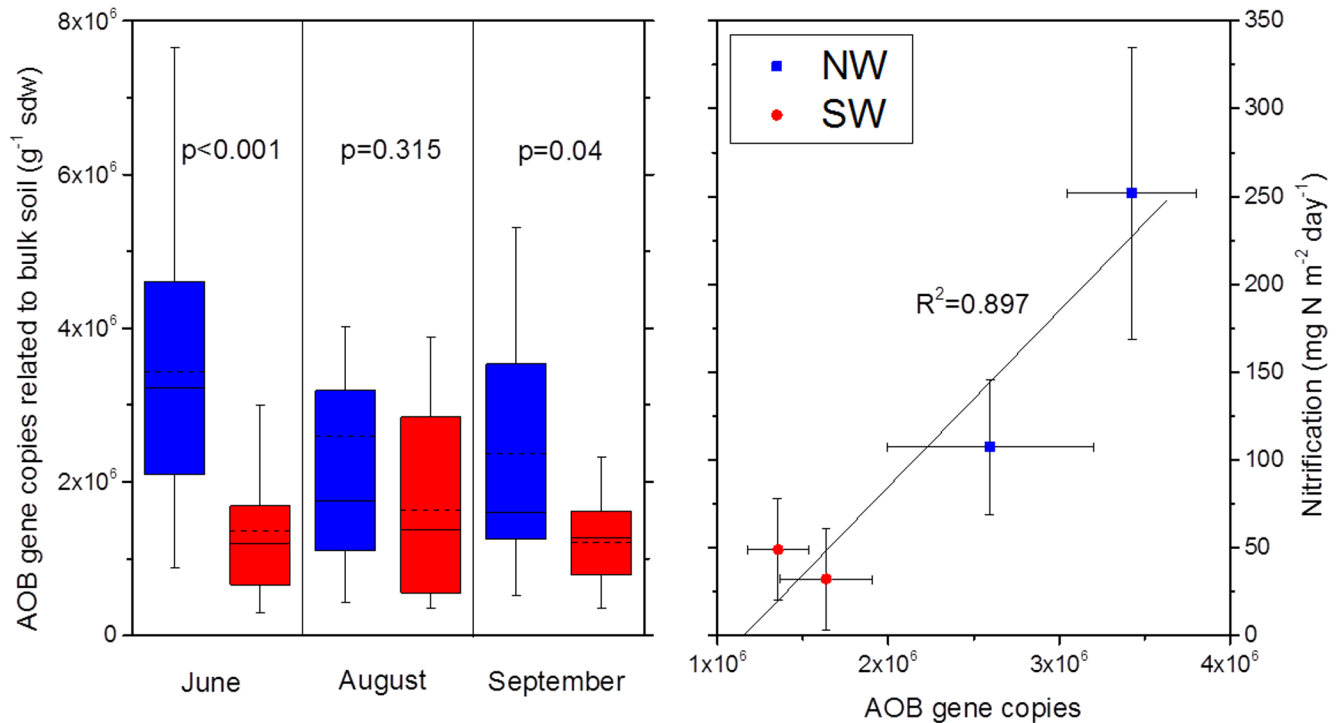 AOB gene copies related to bulk soil (g⁻¹ sdw)
8x10⁶
6x10⁶
4x10⁶
2x10⁶
0
p<0.001
p=0.315
p=0.04
June
August
September
NW
SW
R²=0.897
350
300
250
200
150
100
50
0
Nitrification (mg N m⁻² day⁻¹)
1x10⁶
2x10⁶
3x10⁶
4x10⁶
AOB gene copies